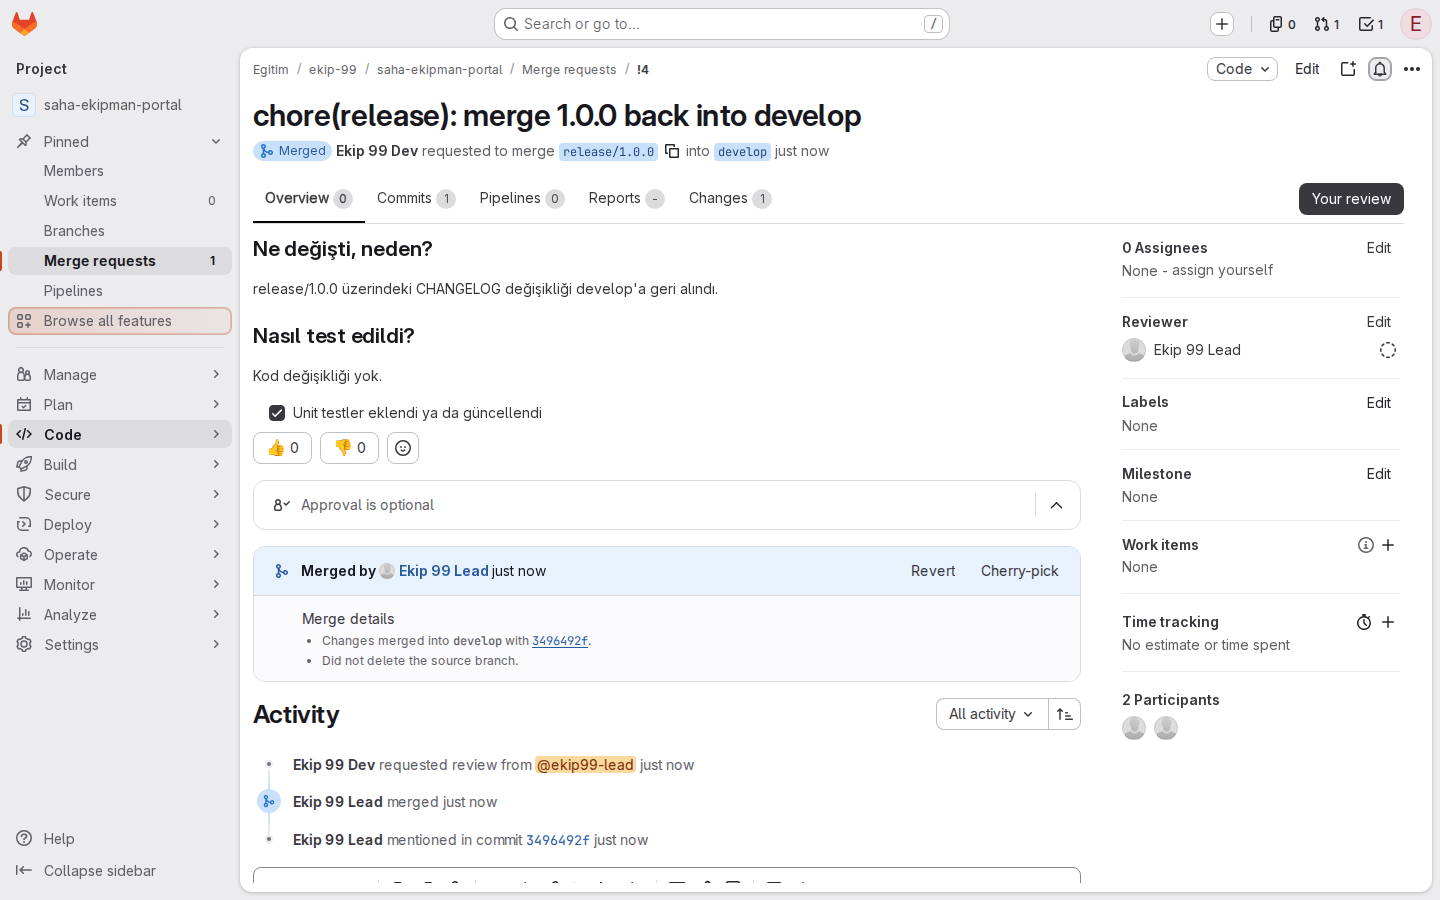 Search or go to...
/
0
1
1
E
Project
S
saha-ekipman-portal
Pinned
Members
Work items
0
Branches
Merge requests
1
Pipelines
Browse all features
Manage
Plan
Code
Build
Secure
Deploy
Operate
Monitor
Analyze
Settings
Help
Collapse sidebar
Egitim / ekip-99 / saha-ekipman-portal / Merge requests / !4
Code
Edit
chore(release): merge 1.0.0 back into develop
Merged Ekip 99 Dev requested to merge release/1.0.0 into develop just now
Overview 0
Commits 1
Pipelines 0
Reports -
Changes 1
Your review
Ne değişti, neden?
release/1.0.0 üzerindeki CHANGELOG değişikliği develop'a geri alındı.
Nasıl test edildi?
Kod değişikliği yok.
Unit testler eklendi ya da güncellendi
0
0
Approval is optional
Merged by Ekip 99 Lead just now
Revert
Cherry-pick
Merge details
Changes merged into develop with 3496492f.
Did not delete the source branch.
Activity
All activity
Ekip 99 Dev requested review from @ekip99-lead just now
Ekip 99 Lead merged just now
Ekip 99 Lead mentioned in commit 3496492f just now
0 Assignees
Edit
None - assign yourself
Reviewer
Edit
Ekip 99 Lead
Labels
Edit
None
Milestone
Edit
None
Work items
None
Time tracking
No estimate or time spent
2 Participants